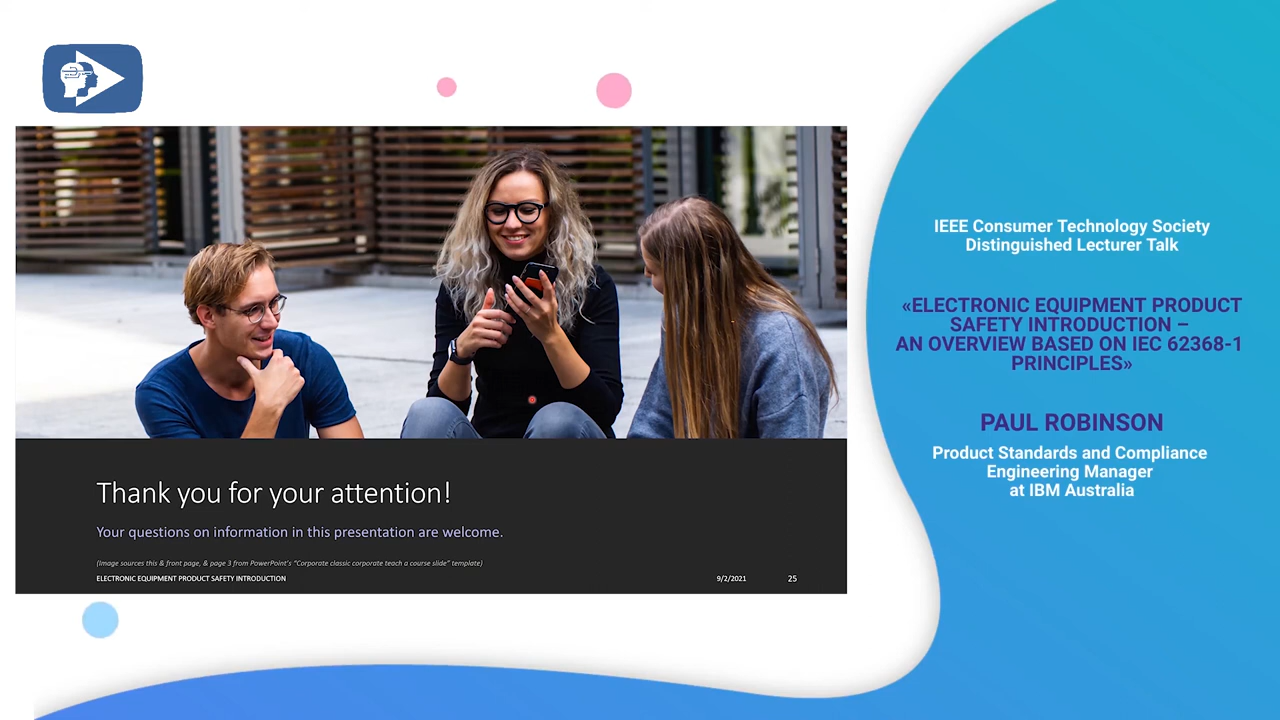 IEEE Consumer Technology Society
Distinguished Lecturer Talk
«ELECTRONIC EQUIPMENT PRODUCT
SAFETY INTRODUCTION –
AN OVERVIEW BASED ON IEC 62368-1
PRINCIPLES»
PAUL ROBINSON
Product Standards and Compliance
Engineering Manager
at IBM Australia
Thank you for your attention!
Your questions on information in this presentation are welcome.
(Image sources this & front page, & page 3 from PowerPoint's "Corporate classic corporate teach a course slide" template)
ELECTRONIC EQUIPMENT PRODUCT SAFETY INTRODUCTION 9/2/2021 25